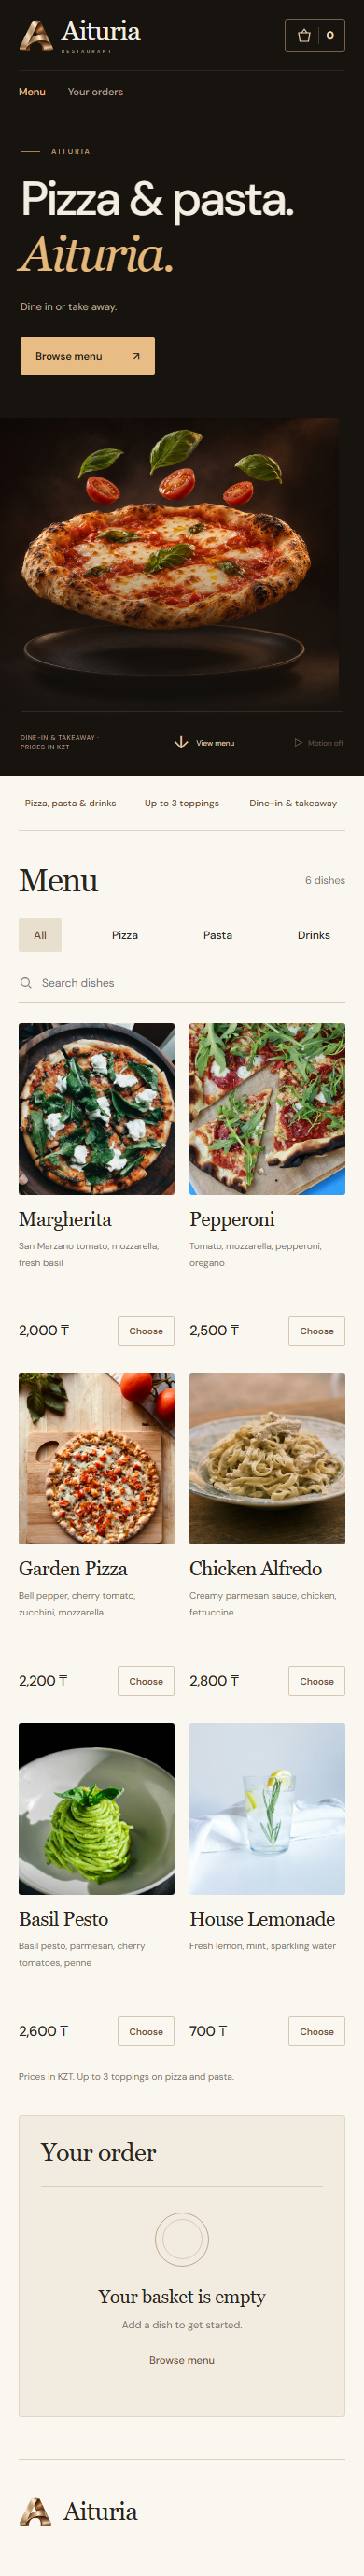 Aituria
RESTAURANT
0
Menu
Your orders
AITURIA
Pizza & pasta.
Aituria.
Dine in or take away.
Browse menu
DINE-IN & TAKEAWAY ·
PRICES IN KZT
View menu
Motion off
Pizza, pasta & drinks
Up to 3 toppings
Dine-in & takeaway
Menu
6 dishes
All
Pizza
Pasta
Drinks
Search dishes
Margherita
San Marzano tomato, mozzarella,
fresh basil
2,000 ₸
Choose
Pepperoni
Tomato, mozzarella, pepperoni,
oregano
2,500 ₸
Choose
Garden Pizza
Bell pepper, cherry tomato,
zucchini, mozzarella
2,200 ₸
Choose
Chicken Alfredo
Creamy parmesan sauce, chicken,
fettuccine
2,800 ₸
Choose
Basil Pesto
Basil pesto, parmesan, cherry
tomatoes, penne
2,600 ₸
Choose
House Lemonade
Fresh lemon, mint, sparkling water
700 ₸
Choose
Prices in KZT. Up to 3 toppings on pizza and pasta.
Your order
Your basket is empty
Add a dish to get started.
Browse menu
Aituria